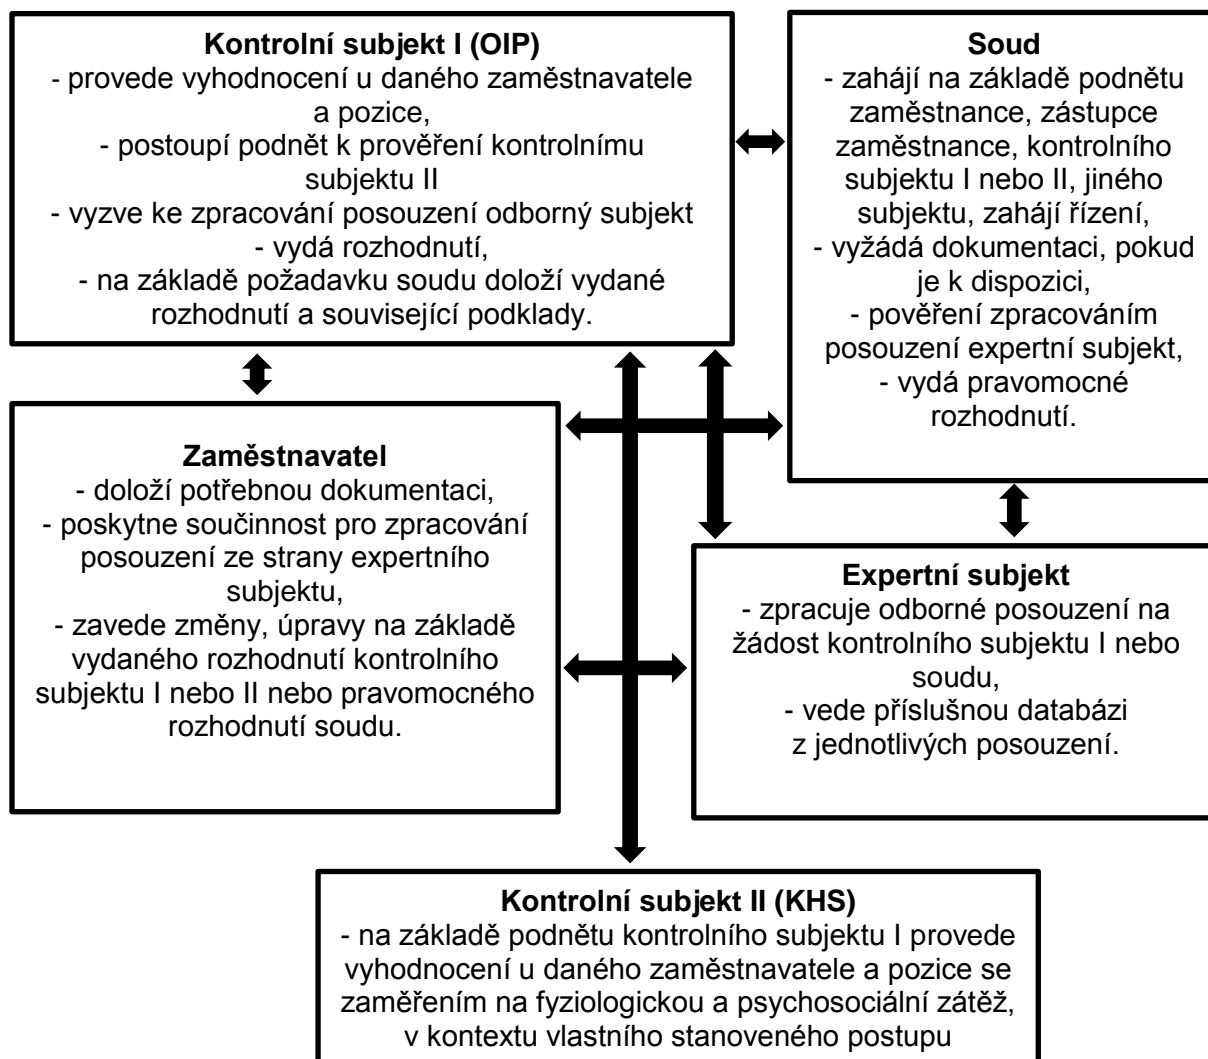 Kontrolní subjekt I (OIP)
- provede vyhodnocení u daného zaměstnavatele
a pozice,
- postoupí podnět k prověření kontrolnímu
subjektu II
- vyzve ke zpracování posouzení odborný subjekt
- vydá rozhodnutí,
- na základě požadavku soudu doloží vydané
rozhodnutí a související podklady.
Soud
- zahájí na základě podnětu
zaměstnance, zástupce
zaměstnance, kontrolního
subjektu I nebo II, jiného
subjektu, zahájí řízení,
- vyžádá dokumentaci, pokud
je k dispozici,
- pověření zpracováním
posouzení expertní subjekt,
- vydá pravomocné
rozhodnutí.
Zaměstnavatel
- doloží potřebnou dokumentaci,
- poskytne součinnost pro zpracování
posouzení ze strany expertního
subjektu,
- zavede změny, úpravy na základě
vydaného rozhodnutí kontrolního
subjektu I nebo II nebo pravomocného
rozhodnutí soudu.
Expertní subjekt
- zpracuje odborné posouzení na
žádost kontrolního subjektu I nebo
soudu,
- vede příslušnou databázi
z jednotlivých posouzení.
Kontrolní subjekt II (KHS)
- na základě podnětu kontrolního subjektu I provede
vyhodnocení u daného zaměstnavatele a pozice se
zaměřením na fyziologickou a psychosociální zátěž,
v kontextu vlastního stanoveného postupu